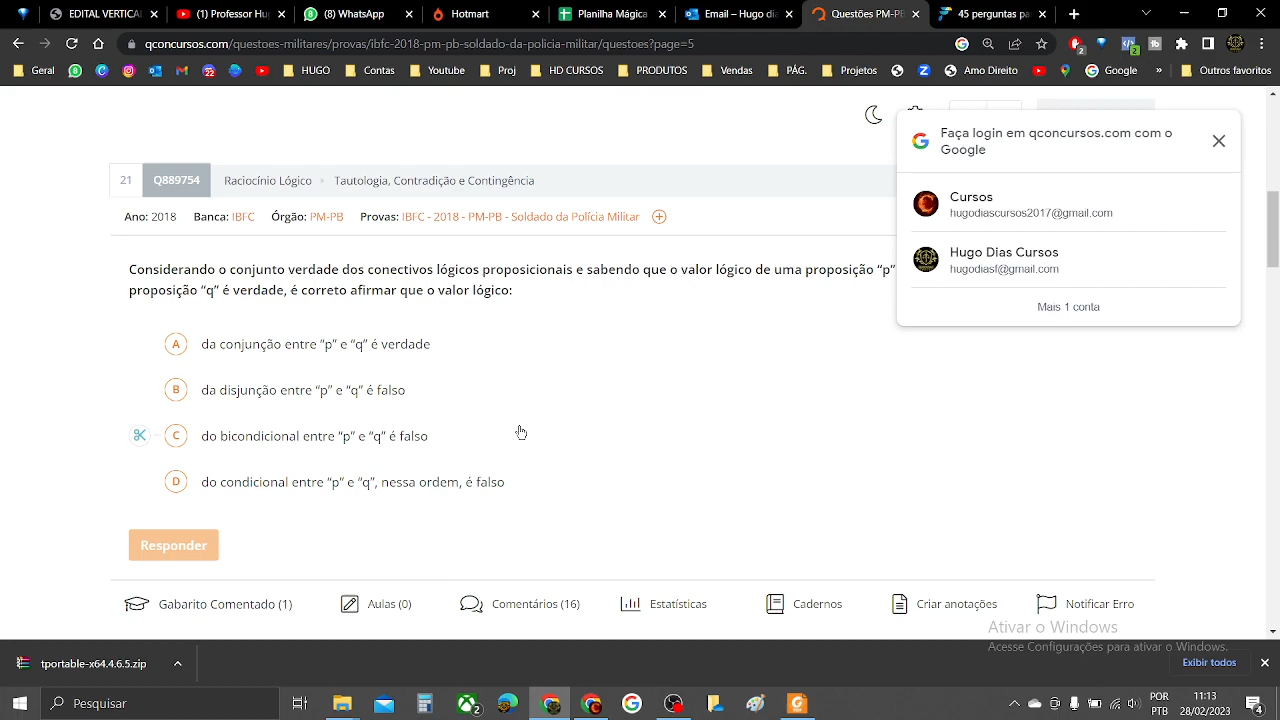 EDITAL VERTICAL
(1) Professor Hu
(8) WhatsApp
Hotmart
Planilha Mágica
Email – Hugo dia
Questões PM-PB
45 perguntas pa
qconcursos.com/questoes-militares/provas/ibfc-2018-pm-pb-soldado-da-policia-militar/questoes?page=5
Geral
HUGO
Contas
Youtube
Prf
HD CURSOS
PRODUTOS
Vendas
PÁG
Projetos
Ano Direto
Google
»
Outros favoritos
Faça login em qconcursos.com com o
Google
Cursos
hugodiascursos2017@gmail.com
Hugo Dias Cursos
hugodiasf@gmail.com
Mais 1 conta
21 Q889754 Raciocínio Lógico Tautologia, Contradição e Contingência
Ano: 2018 Banca: IBFC Órgão: PM-PB Provas: IBFC - 2018 - PM-PB - Soldado da Polícia Militar
Considerando o conjunto verdade dos conectivos lógicos proposicionais e sabendo que o valor lógico de uma proposição “p”
proposição “q” é verdade, é correto afirmar que o valor lógico:
A da conjunção entre “p” e “q” é verdade
B da disjunção entre “p” e “q” é falso
C do bicondicional entre “p” e “q” é falso
D do condicional entre “p” e “q”, nessa ordem, é falso
Responder
Gabarito Comentado (1)
Aulas (0)
Comentários (16)
Estatísticas
Cadernos
Criar anotações
Notificar Erro
Ativar o Windows
Acesse Configurações para ativar o Windows.
tportable-x64.4.6.5.zip
Exibir todos
Pesquisar
POR
PTB
11:13
28/02/2023